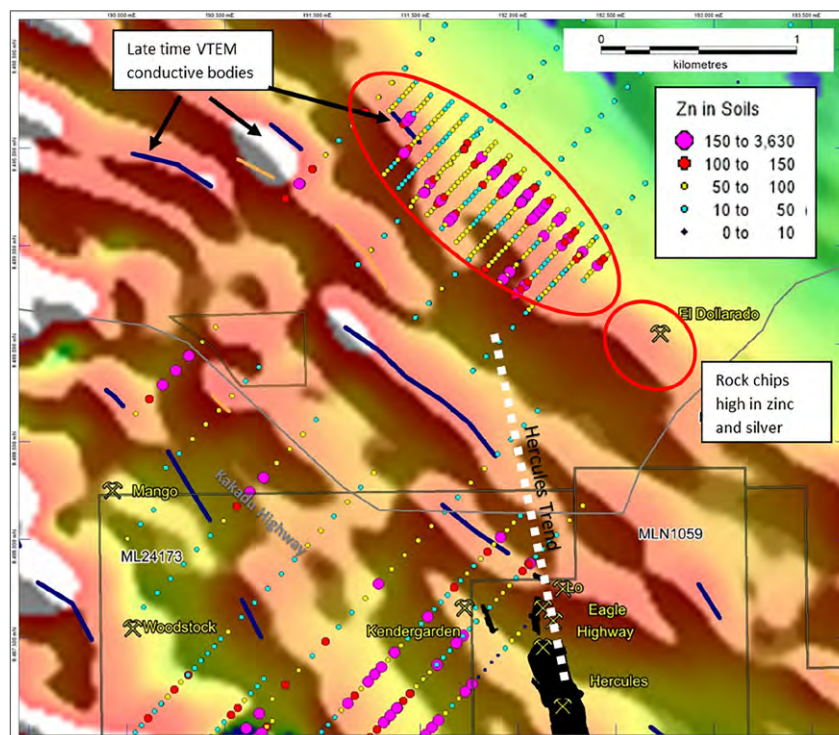 Late time VTEM
conductive bodies
0 1
kilometres
Zn in Soils
150 to 3,630
100 to 150
50 to 100
10 to 50
0 to 10
El Dollarado
Rock chips
high in zinc
and silver
Hercules Trend
Kakadu Highway
Mango
ML24173
MLN1059
Woodstock
Kendergarden
Lo
Eagle
Highway
Hercules